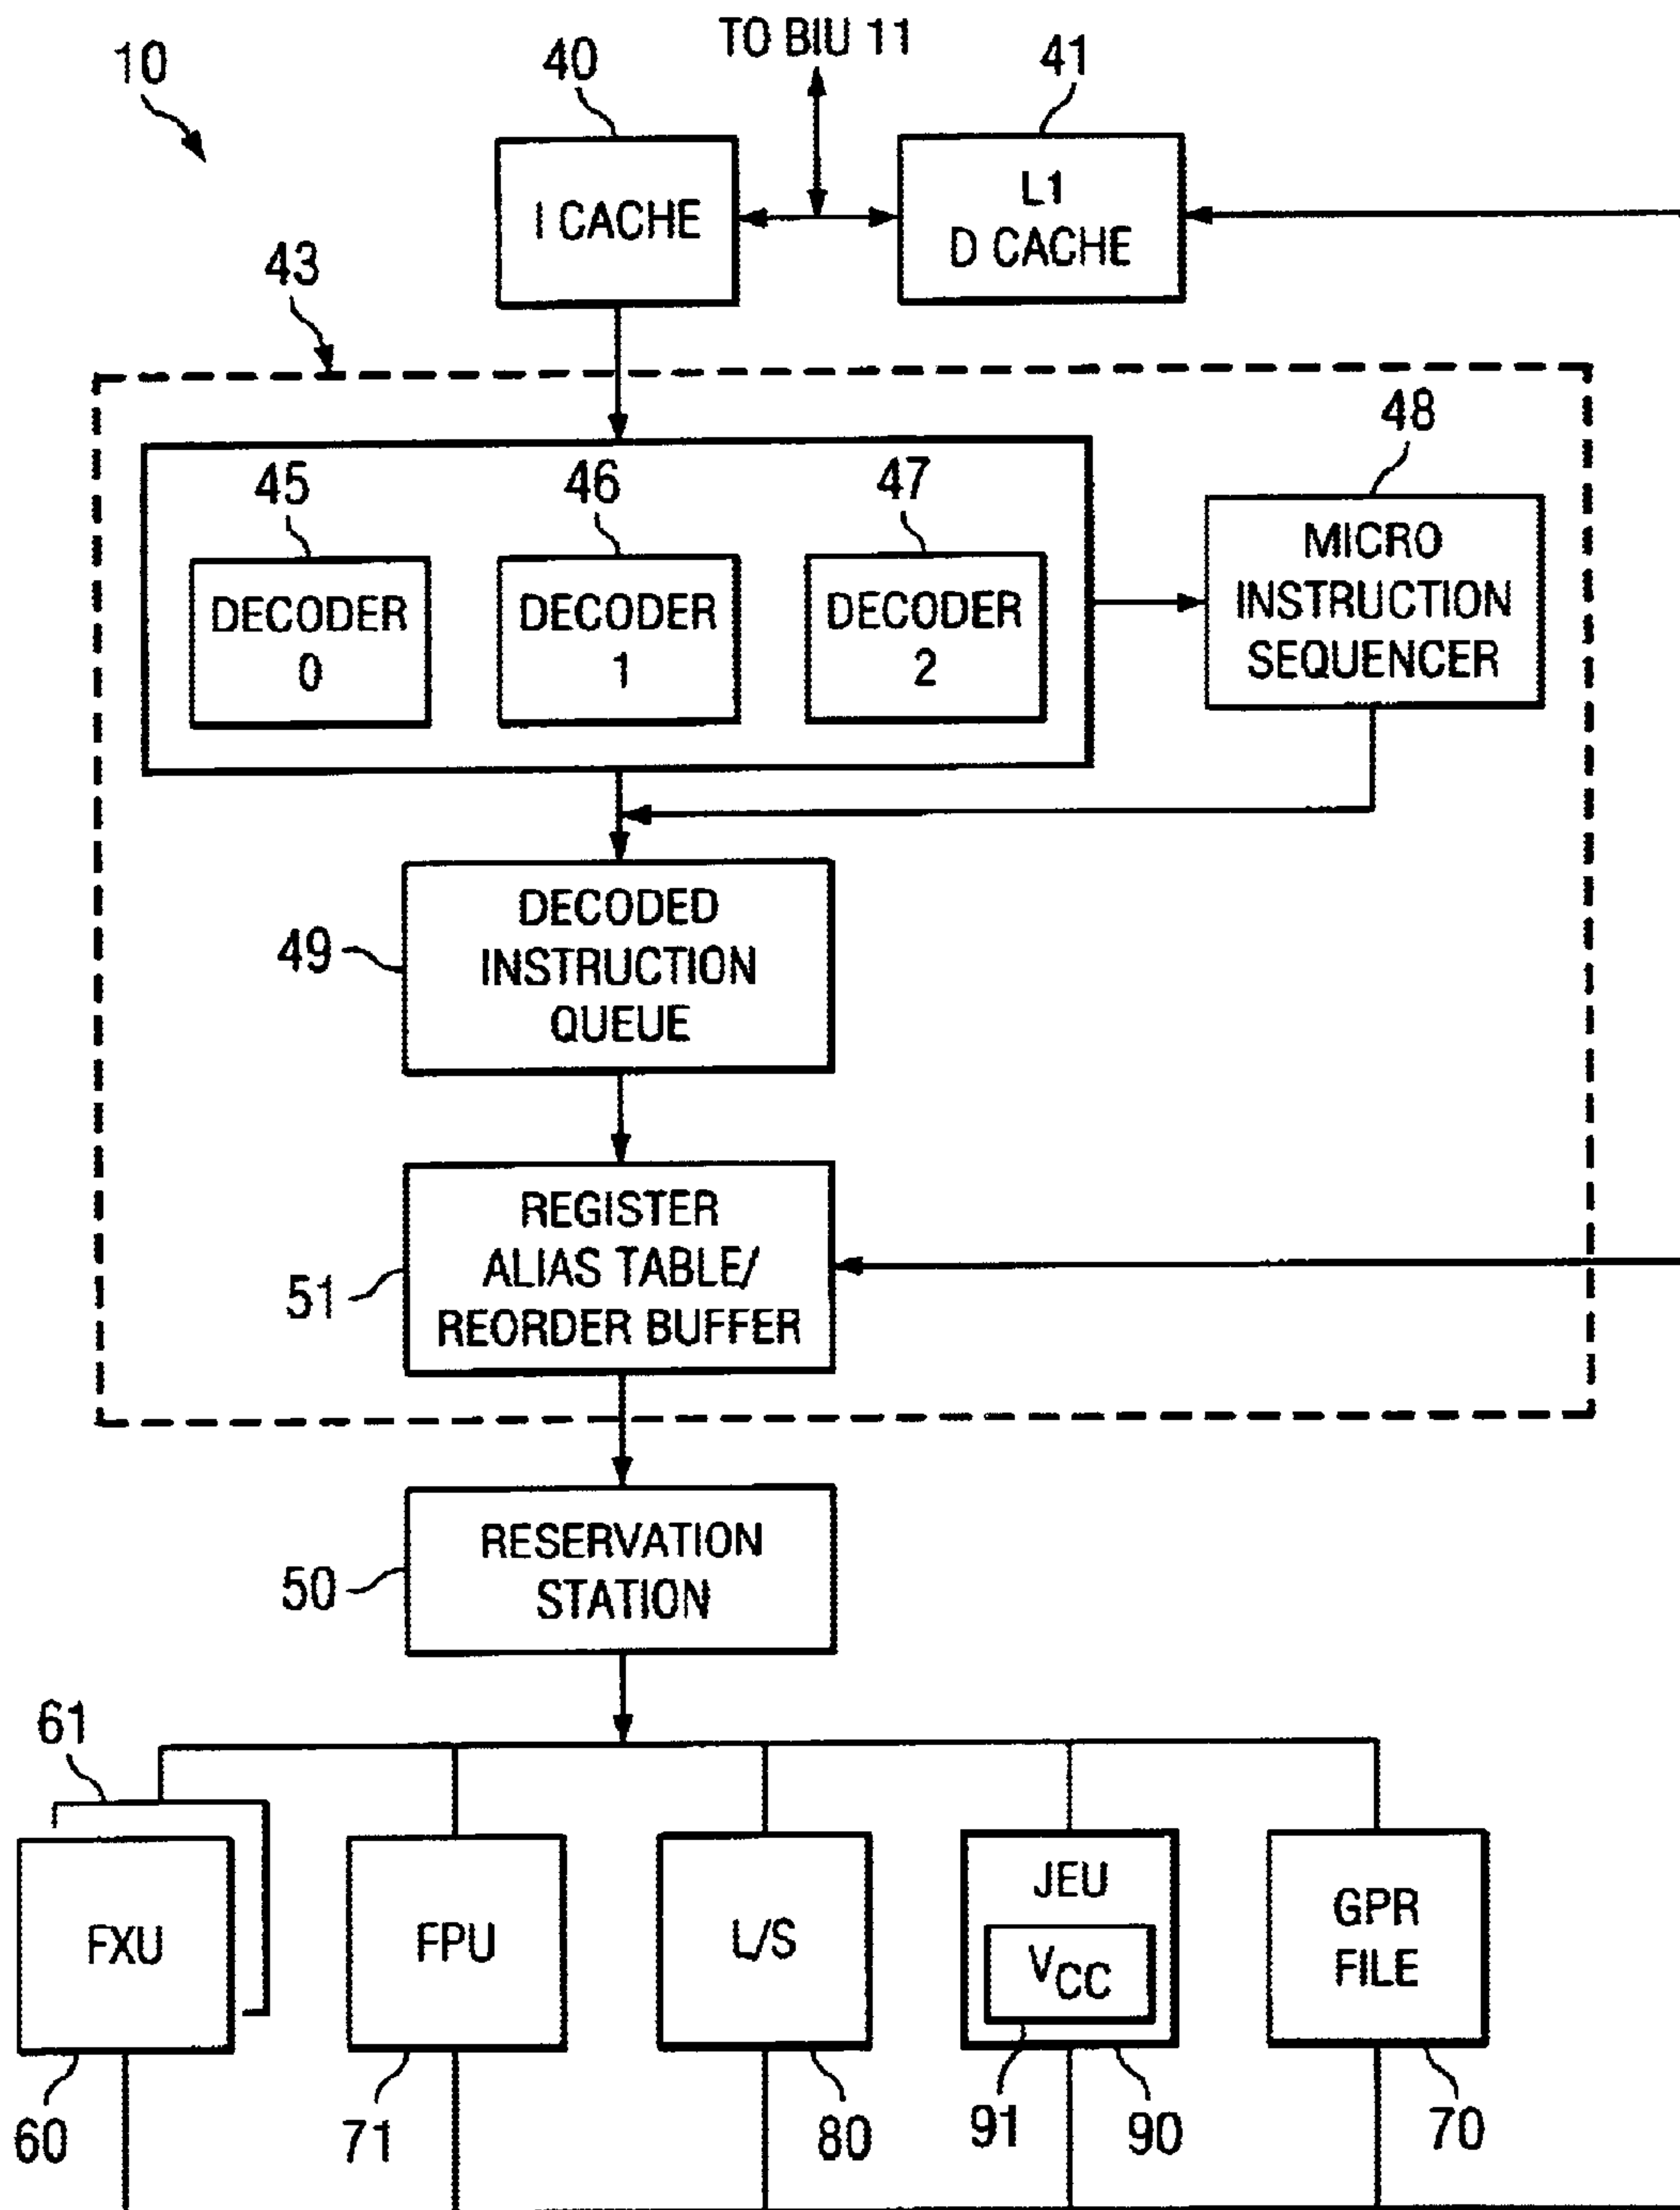 TO BIU 11
10
40
41
I CACHE
L1
D CACHE
43
48
45
46
47
MICRO
INSTRUCTION
SEQUENCER
DECODER
0
DECODER
1
DECODER
2
49
DECODED
INSTRUCTION
QUEUE
51
REGISTER
ALIAS TABLE/
REORDER BUFFER
50
RESERVATION
STATION
61
FXU
FPU
L/S
JEU
VCC
GPR
FILE
60
71
80
91
90
70